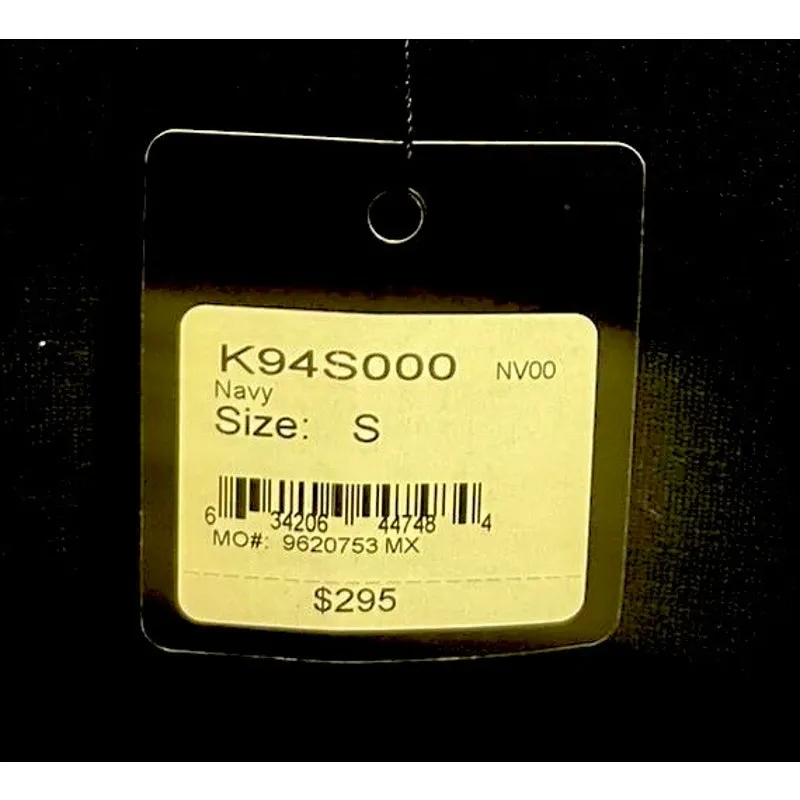 K94S000 NV00
Navy
Size: S
6 34206 44748 4
MO#: 9620753 MX
$295